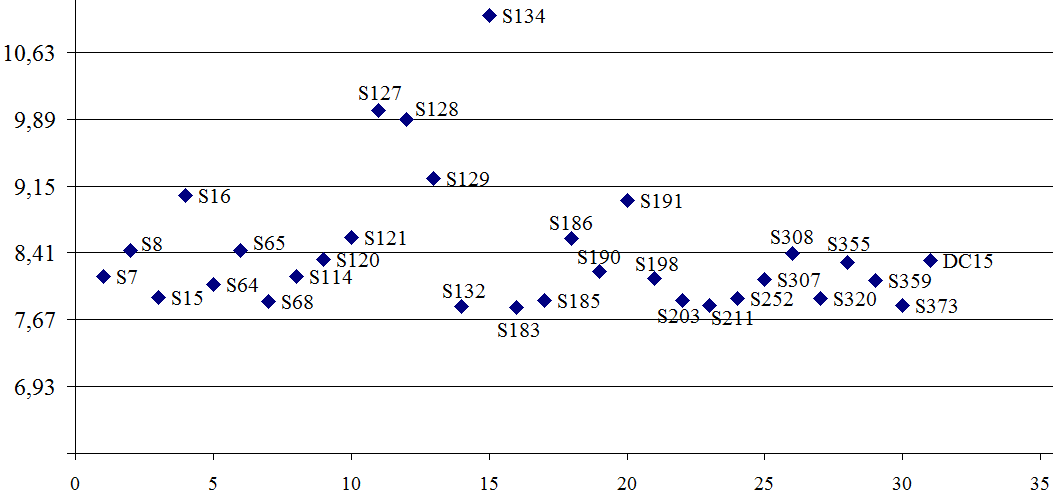 S134
10,63
S127
S128
9,89
S129
9,15
S16
S191
S186
S121
S308
S8
S65
S355
8,41
S120
S190
S198
DC15
S7
S114
S307
S359
S64
S15
S68
S132
S185
S252
S320
S373
S203
S211
7,67
S183
6,93
0 5 10 15 20 25 30 35